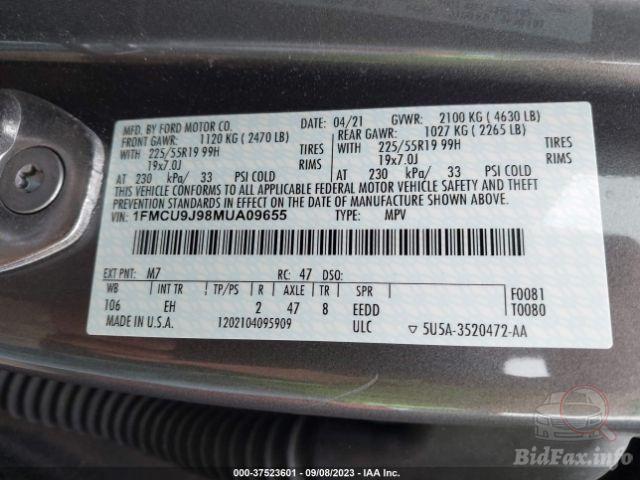 MFD. BY FORD MOTOR CO. DATE: 04/21 GVWR: 2100 KG ( 4630 LB)
FRONT GAWR: 1120 KG ( 2470 LB) REAR GAWR: 1027 KG ( 2265 LB)
WITH 225/55R19 99H TIRES WITH 225/55R19 99H TIRES
19x7.0J RIMS 19x7.0J RIMS
AT 230 kPa/ 33 PSI COLD AT 230 kPa/ 33 PSI COLD
THIS VEHICLE CONFORMS TO ALL APPLICABLE FEDERAL MOTOR VEHICLE SAFETY AND THEFT PREVENTION
STANDARDS IN EFFECT ON THE DATE OF MANUFACTURE SHOWN ABOVE.
VIN: 1FMCU9J98MUA09655 TYPE: MPV
EXT PNT: M7 RC: 47 DSO:
WB INT TR TP/PS R AXLE TR SPR F0081
106 EH 2 47 8 EEDD T0080
MADE IN U.S.A. 1202104095909 ULC 5U5A-3520472-AA
BidFax.info
000-37523601 - 09/08/2023 - IAA Inc.